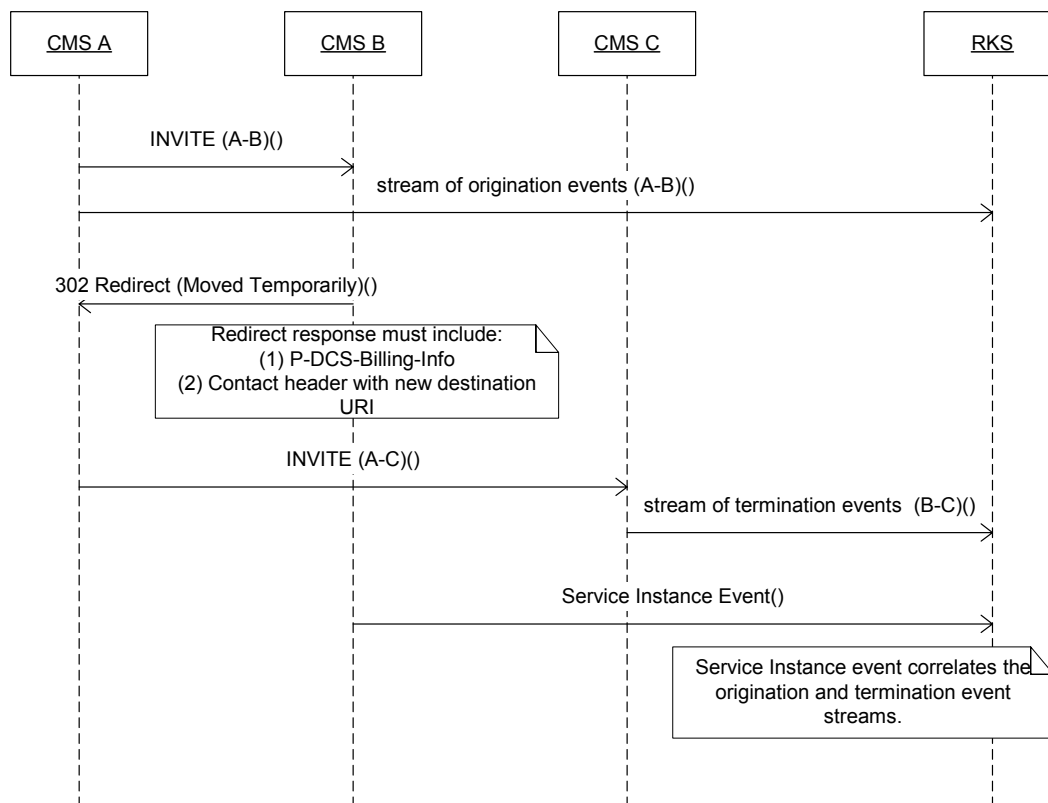 CMS A
CMS B
CMS C
RKS
INVITE (A-B)()
stream of origination events (A-B)()
302 Redirect (Moved Temporarily)()
Redirect response must include:
(1) P-DCS-Billing-Info
(2) Contact header with new destination
URI
INVITE (A-C)()
stream of termination events (B-C)()
Service Instance Event()
Service Instance event correlates the
origination and termination event
streams.